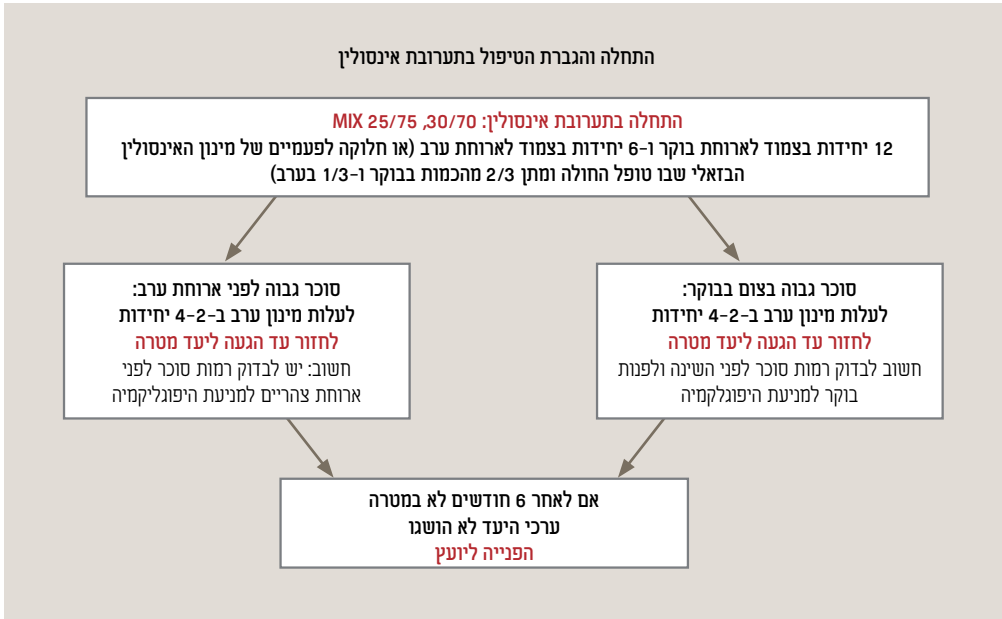 התחלה והגברת הטיפול בתערובת אינסולין
התחלה בתערובת אינסולין: MIX 25/75 ,30/70
12 יחידות בצמוד לארוחת בוקר ו-6 יחידות בצמוד לארוחת ערב (או חלוקה לפעמיים של מינון האינסולין
הבזאלי שבו טופל החולה ומתן 2/3 מהכמות בבוקר ו-1/3 בערב)
סוכר גבוה בצום בבוקר:
לעלות מינון ערב ב-4-2 יחידות
לחזור עד הגעה ליעד מטרה
חשוב לבדוק רמות סוכר לפני השינה ולפנות
בוקר למניעת היפוגלקמיה
סוכר גבוה לפני ארוחת ערב:
לעלות מינון ערב ב-4-2 יחידות
לחזור עד הגעה ליעד מטרה
חשוב: יש לבדוק רמות סוכר לפני
ארוחת צהריים למניעת היפוגליקמיה
אם לאחר 6 חודשים לא במטרה
ערכי היעד לא הושגו
הפנייה ליועץ